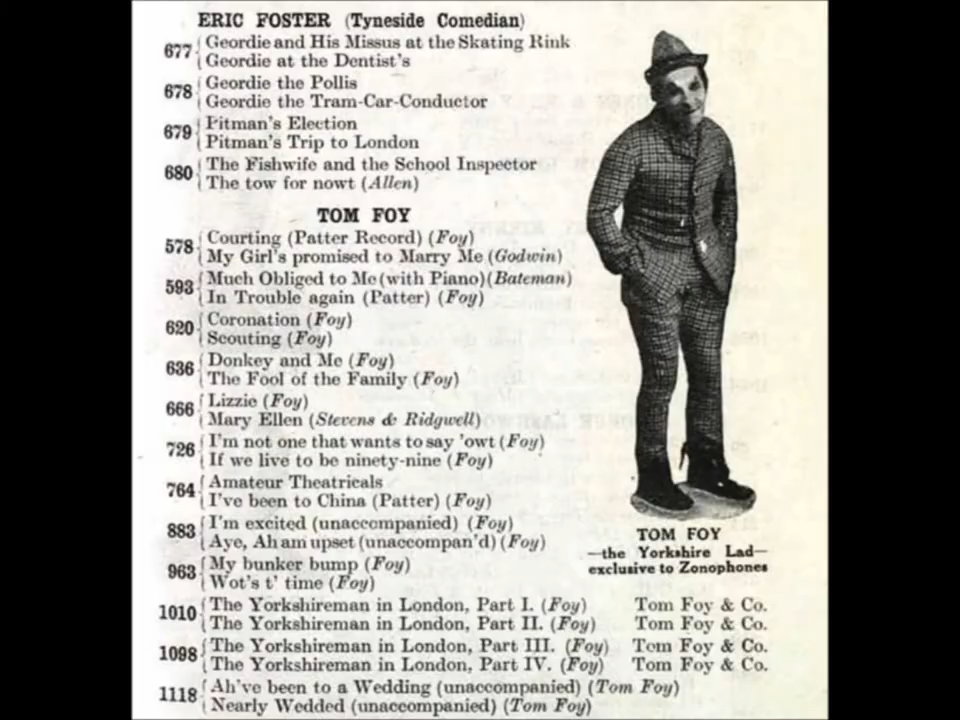 ERIC FOSTER (Tyneside Comedian)
677 Geordie and His Missus at the Skating Rink
Geordie at the Dentist's
678 Geordie the Pollis
Geordie the Tram-Car-Conductor
679 Pitman's Election
Pitman's Trip to London
680 The Fishwife and the School Inspector
The tow for nowt (Allen)
TOM FOY
578 Courting (Patter Record) (Foy)
My Girl's promised to Marry Me (Godwin)
593 Much Obliged to Me (with Piano) (Bateman)
In Trouble again (Patter) (Foy)
620 Coronation (Foy)
Scouting (Foy)
636 Donkey and Me (Foy)
The Fool of the Family (Foy)
666 Lizzie (Foy)
Mary Ellen (Stevens & Ridgwell)
726 I'm not one that wants to say 'owt (Foy)
If we live to be ninety-nine (Foy)
764 Amateur Theatricals
I've been to China (Patter) (Foy)
883 I'm excited (unaccompanied) (Foy)
Aye, Ah am upset (unaccompan'd) (Foy)
963 My bunker bump (Foy)
Wot's t' time (Foy)
1010 The Yorkshireman in London, Part I. (Foy) Tom Foy & Co.
The Yorkshireman in London, Part II. (Foy) Tom Foy & Co.
1098 The Yorkshireman in London, Part III. (Foy) Tom Foy & Co.
The Yorkshireman in London, Part IV. (Foy) Tom Foy & Co.
1118 Ah've been to a Wedding (unaccompanied) (Tom Foy)
Nearly Wedded (unaccompanied) (Tom Foy)
TOM FOY
—the Yorkshire Lad—
exclusive to Zonophones